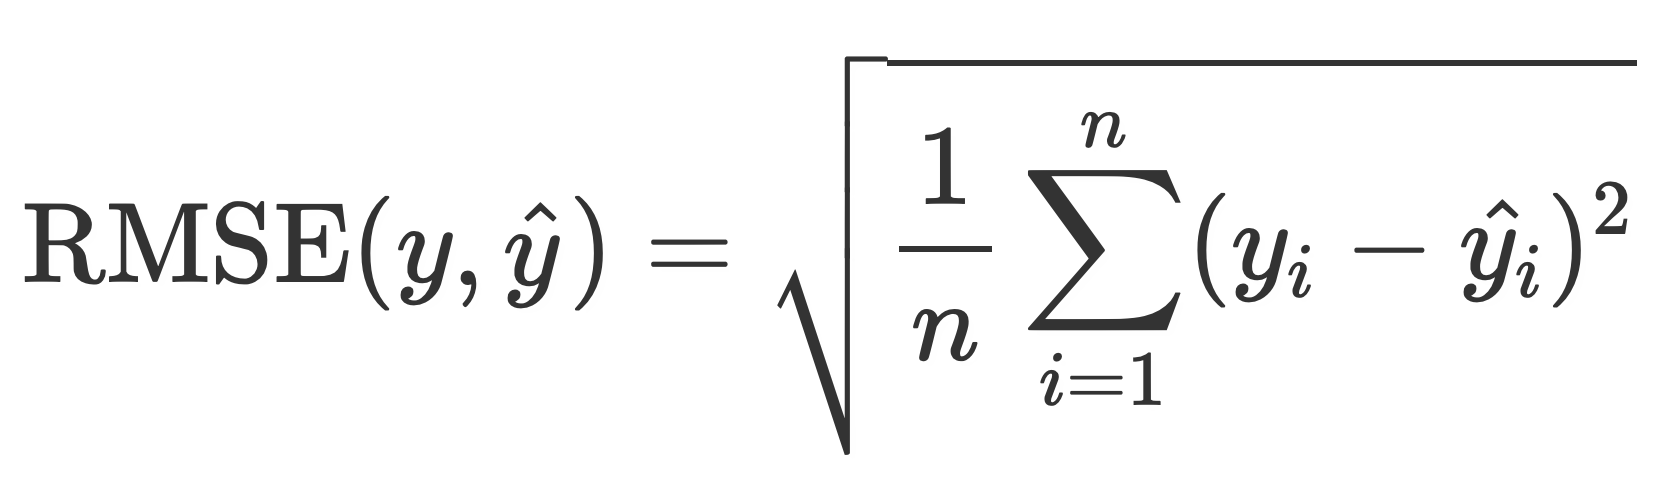 RMSE(y, ŷ) = √(1/n ∑_{i=1}^{n} (y_i − ŷ_i)²)